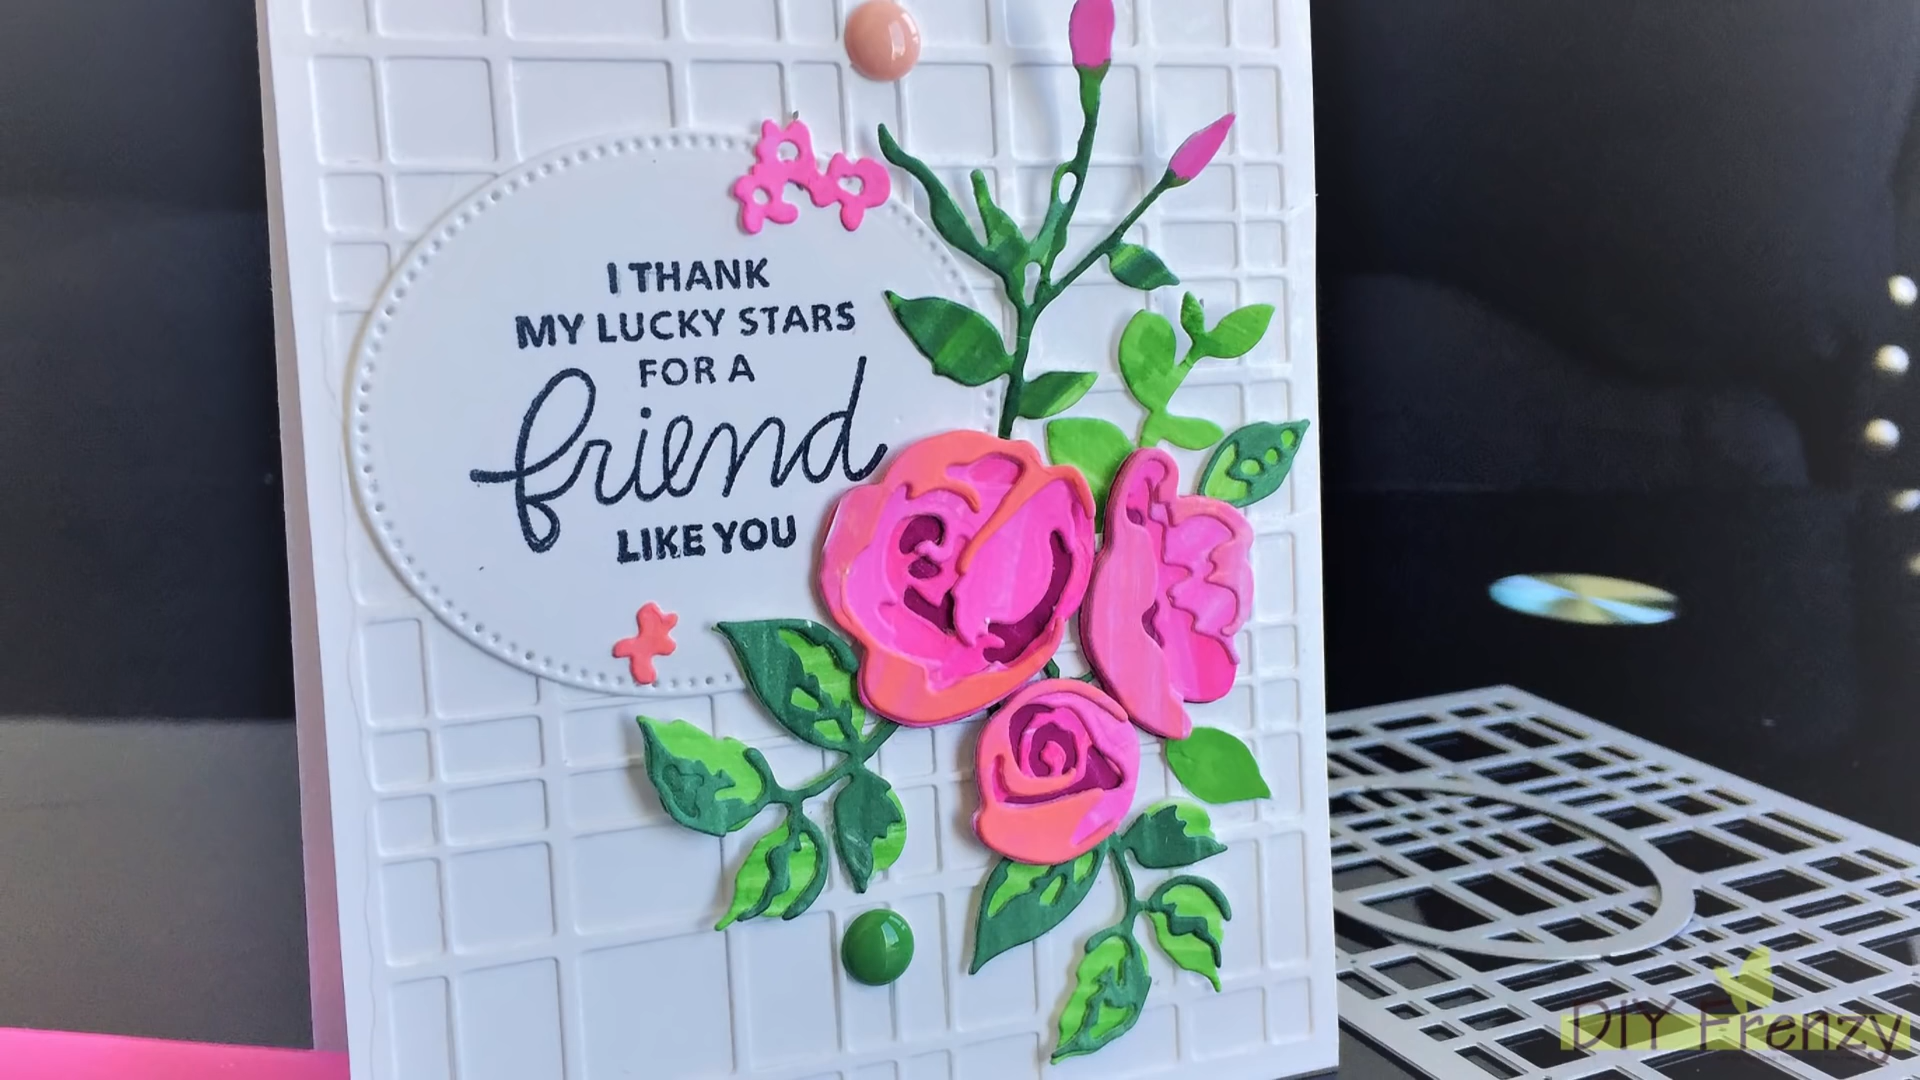 I THANK
MY LUCKY STARS
FOR A
friend
LIKE YOU
DIY Frenzy